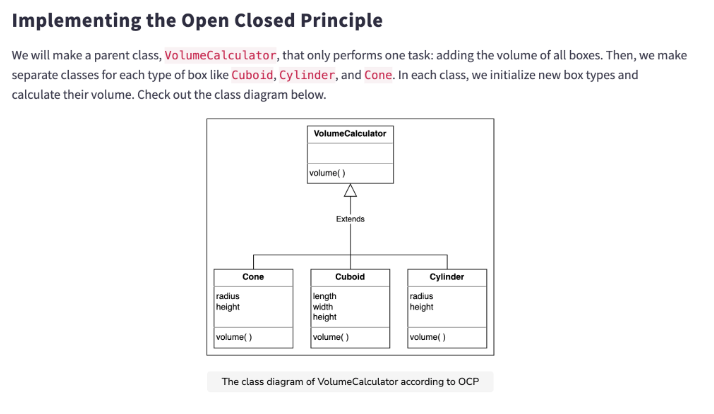 Implementing the Open Closed Principle
We will make a parent class, VolumeCalculator, that only performs one task: adding the volume of all boxes. Then, we make
separate classes for each type of box like Cuboid, Cylinder, and Cone. In each class, we initialize new box types and
calculate their volume. Check out the class diagram below.
VolumeCalculator
volume( )
Extends
Cone
radius
height
volume( )
Cuboid
length
width
height
volume( )
Cylinder
radius
height
volume( )
The class diagram of VolumeCalculator according to OCP